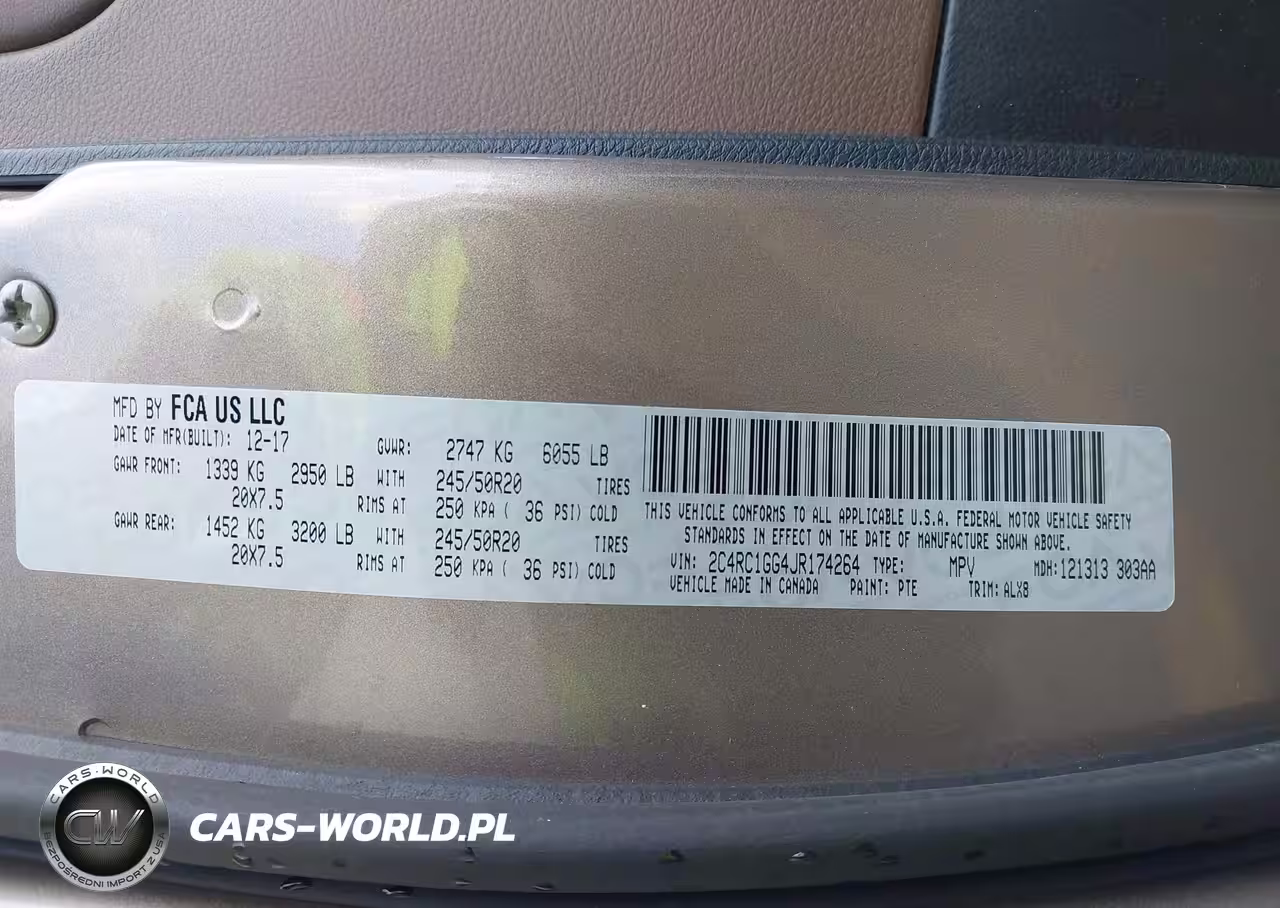 MFD BY FCA US LLC
DATE OF MFR(BUILT): 12-17 GVWR: 2747 KG 6055 LB
GAWR FRONT: 1339 KG 2950 LB WITH 245/50R20 TIRES
20X7.5 RIMS AT 250 KPA ( 36 PSI) COLD
GAWR REAR: 1452 KG 3200 LB WITH 245/50R20 TIRES
20X7.5 RIMS AT 250 KPA ( 36 PSI) COLD
THIS VEHICLE CONFORMS TO ALL APPLICABLE U.S.A. FEDERAL MOTOR VEHICLE SAFETY
STANDARDS IN EFFECT ON THE DATE OF MANUFACTURE SHOWN ABOVE.
VIN: 2C4RC1GG4JR174264 TYPE: MPV MDH:121313 303AA
VEHICLE MADE IN CANADA PAINT: PTE TRIM: ALX8
CARS-WORLD
CW
BEZPOŚREDNI IMPORT Z USA
CARS-WORLD.PL